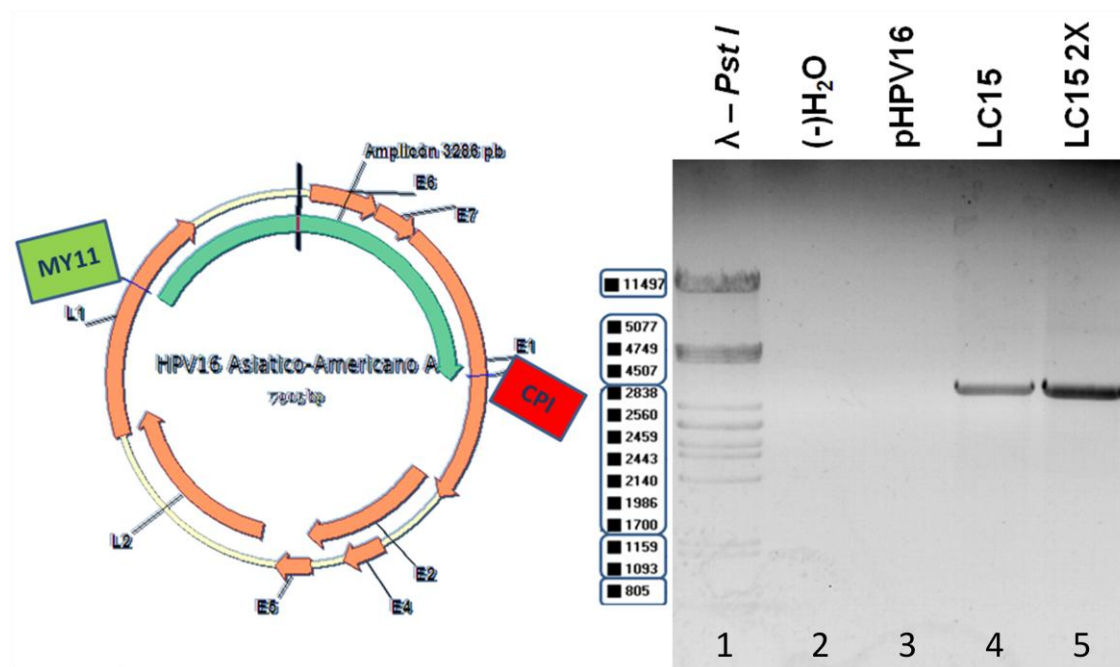 Amplicón 3286 pb
E6
E7
MY11
L1
HPV16 Asiatico-Americano A
E1
CPI
L2
E2
E4
E5
11497
5077
4749
4507
2838
2560
2459
2443
2140
1986
1700
1159
1093
805
λ – Pst I
(-)H₂O
pHPV16
LC15
LC15 2X
1
2
3
4
5